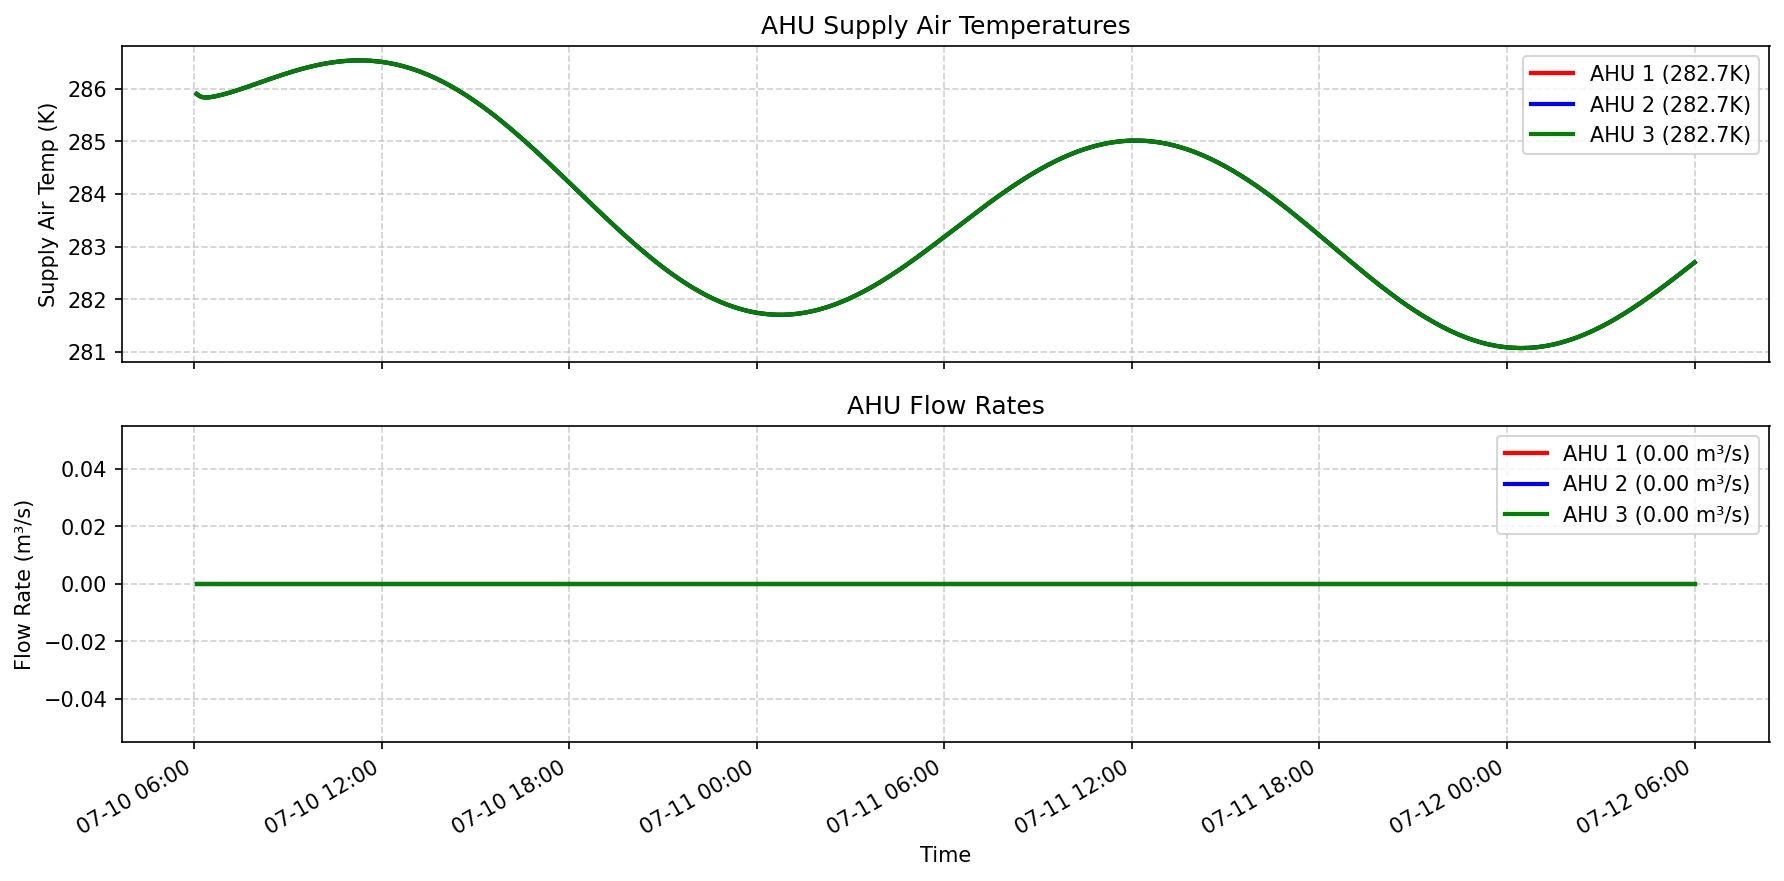 AHU Supply Air Temperatures
Supply Air Temp (K)
286
285
284
283
282
281
AHU 1 (282.7K)
AHU 2 (282.7K)
AHU 3 (282.7K)
AHU Flow Rates
Flow Rate (m³/s)
0.04
0.02
0.00
−0.02
−0.04
AHU 1 (0.00 m³/s)
AHU 2 (0.00 m³/s)
AHU 3 (0.00 m³/s)
07-10 06:00
07-10 12:00
07-10 18:00
07-11 00:00
07-11 06:00
07-11 12:00
07-11 18:00
07-12 00:00
07-12 06:00
Time